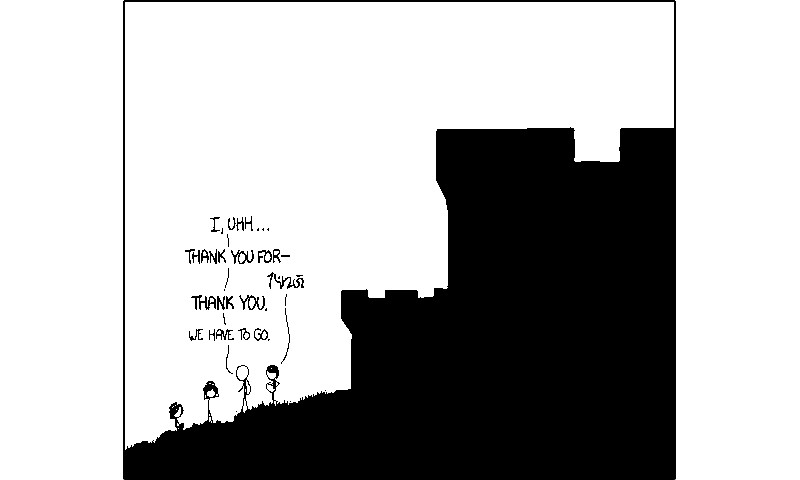 I, UHH...
THANK YOU FOR—
THANK YOU.
WE HAVE TO GO.